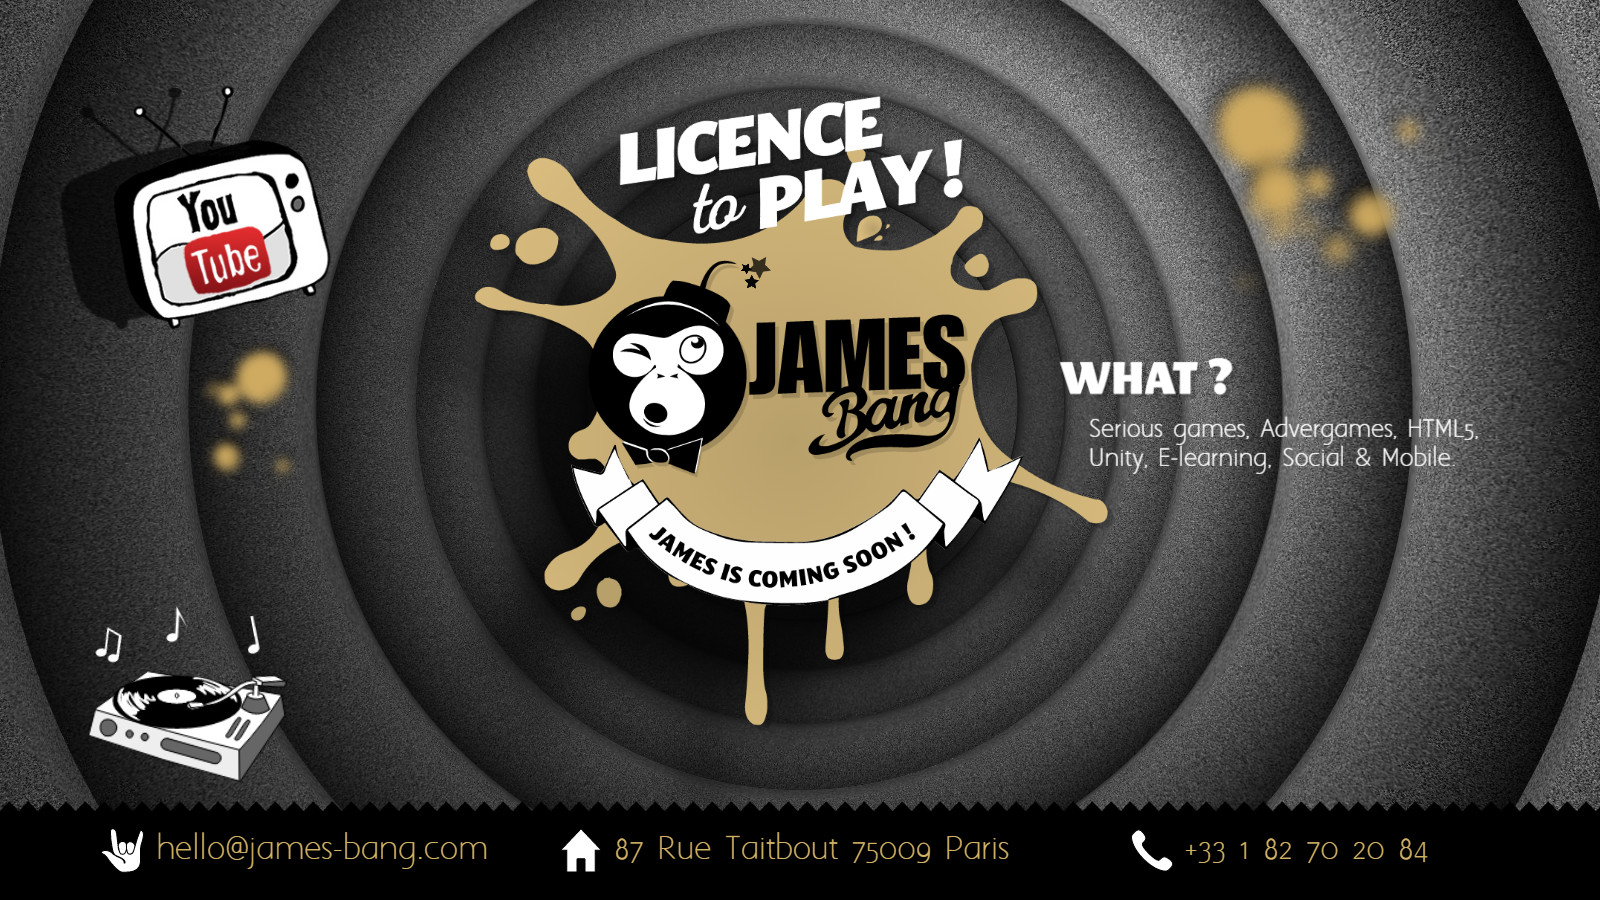 LICENCE
to PLAY!
You
Tube
JAMES
Bang
WHAT ?
Serious games, Advergames, HTML5,
Unity, E-learning, Social & Mobile.
JAMES IS COMING SOON !
hello@james-bang.com
87 Rue Taitbout 75009 Paris
+33 1 82 70 20 84